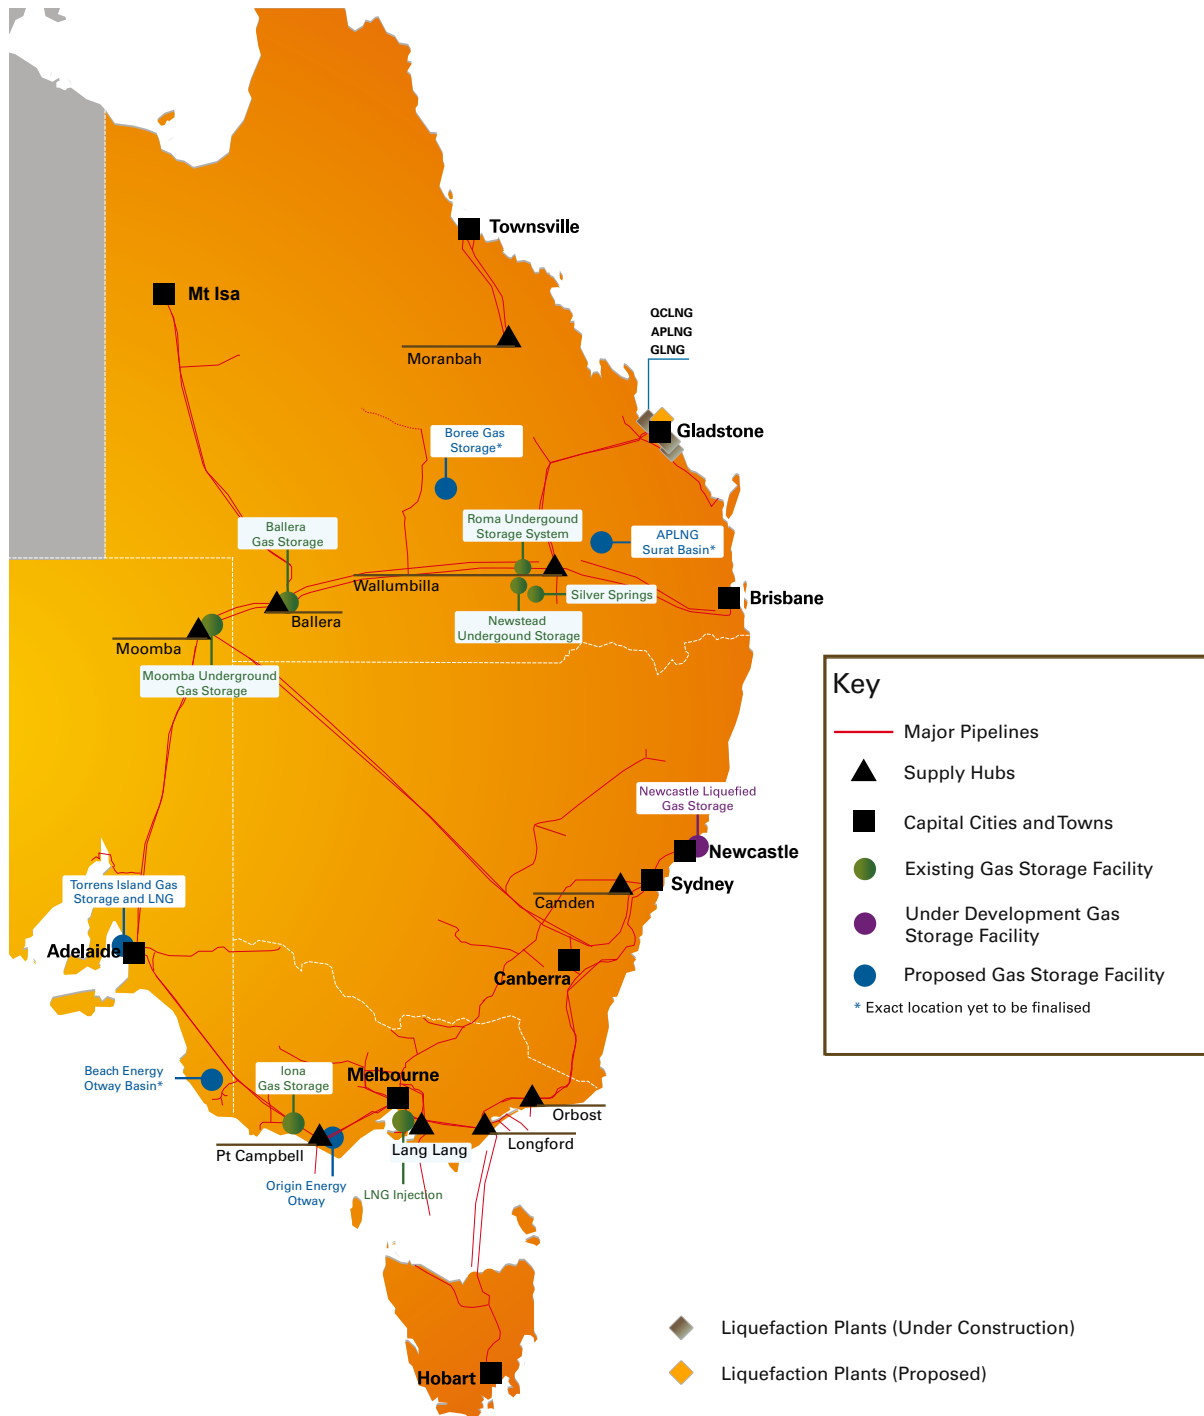 Townsville
Mt Isa
QCLNG
APLNG
GLNG
Moranbah
Gladstone
Boree Gas
Storage*
Ballera
Gas Storage
Roma Undergound
Storage System
APLNG
Surat Basin*
Wallumbilla
Silver Springs
Brisbane
Ballera
Newstead
Undergound Storage
Moomba
Moomba Underground
Gas Storage
Key
Major Pipelines
Supply Hubs
Capital Cities and Towns
Existing Gas Storage Facility
Under Development Gas
Storage Facility
Proposed Gas Storage Facility
* Exact location yet to be finalised
Newcastle Liquefied
Gas Storage
Newcastle
Sydney
Torrens Island Gas
Storage and LNG
Camden
Adelaide
Canberra
Beach Energy
Otway Basin*
Iona
Gas Storage
Melbourne
Orbost
Longford
Pt Campbell
Lang Lang
Origin Energy
Otway
LNG Injection
Liquefaction Plants (Under Construction)
Liquefaction Plants (Proposed)
Hobart